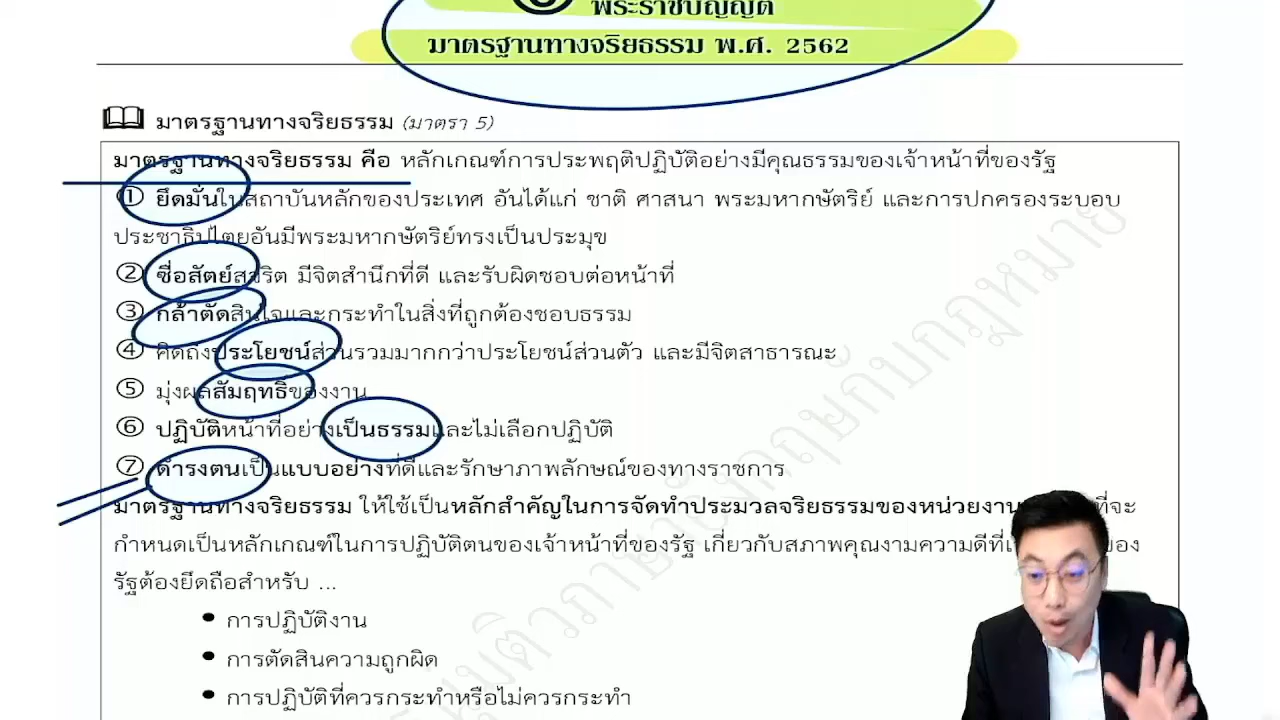 พระราชบัญญัติ
มาตรฐานทางจริยธรรม พ.ศ. 2562
มาตรฐานทางจริยธรรม (มาตรา 5)
มาตรฐานทางจริยธรรม คือ หลักเกณฑ์การประพฤติปฏิบัติอย่างมีคุณธรรมของเจ้าหน้าที่ของรัฐ
① ยึดมั่นในสถาบันหลักของประเทศ อันได้แก่ ชาติ ศาสนา พระมหากษัตริย์ และการปกครองระบอบ
ประชาธิปไตยอันมีพระมหากษัตริย์ทรงเป็นประมุข
② ซื่อสัตย์สุจริต มีจิตสำนึกที่ดี และรับผิดชอบต่อหน้าที่
③ กล้าตัดสินใจและกระทำในสิ่งที่ถูกต้องชอบธรรม
④ คิดถึงประโยชน์ส่วนรวมมากกว่าประโยชน์ส่วนตัว และมีจิตสาธารณะ
⑤ มุ่งผลสัมฤทธิ์ของงาน
⑥ ปฏิบัติหน้าที่อย่างเป็นธรรมและไม่เลือกปฏิบัติ
⑦ ดำรงตนเป็นแบบอย่างที่ดีและรักษาภาพลักษณ์ของทางราชการ
มาตรฐานทางจริยธรรม ให้ใช้เป็นหลักสำคัญในการจัดทำประมวลจริยธรรมของหน่วยงาน ที่จะ
กำหนดเป็นหลักเกณฑ์ในการปฏิบัติตนของเจ้าหน้าที่ของรัฐ เกี่ยวกับสภาพคุณงามความดีที่ ของ
รัฐต้องยึดถือสำหรับ ...
• การปฏิบัติงาน
• การตัดสินความถูกผิด
• การปฏิบัติที่ควรกระทำหรือไม่ควรกระทำ
ติวภาษาอังกฤษกับกฎหมาย